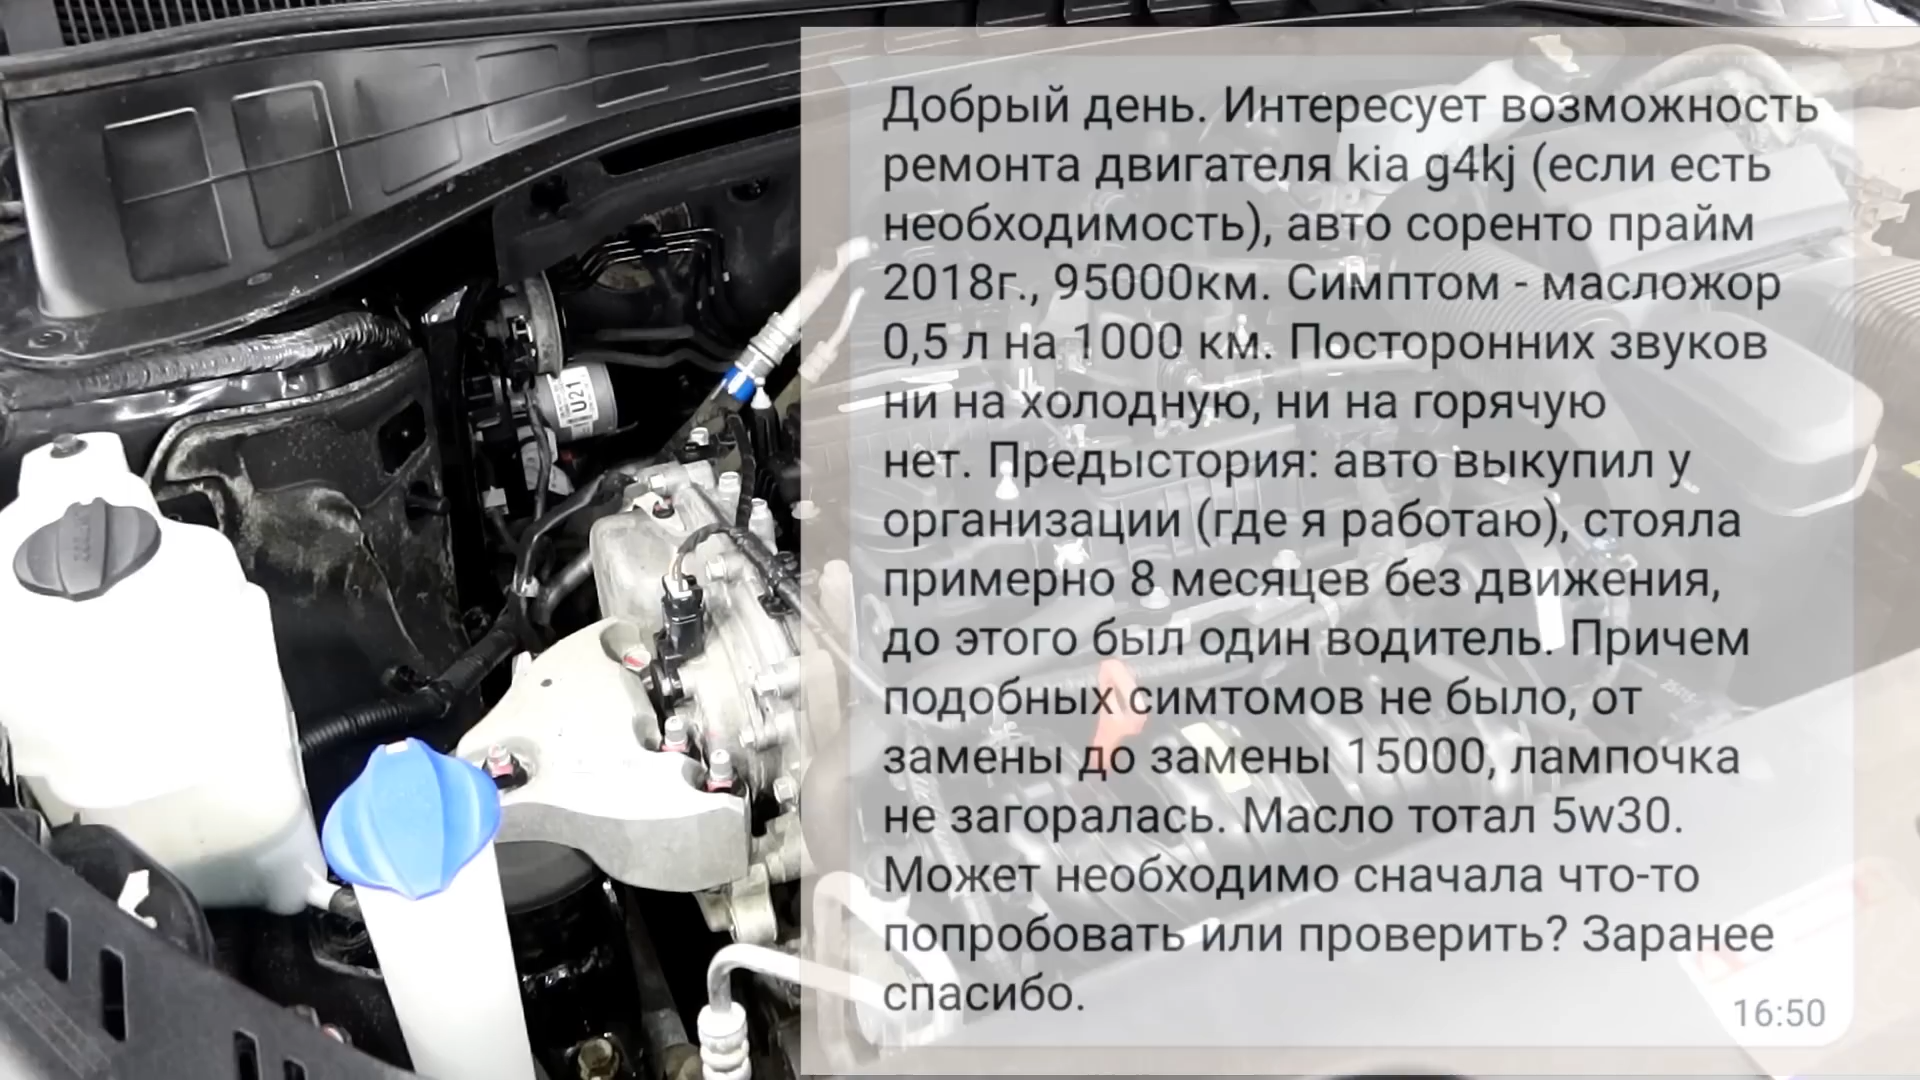 Добрый день. Интересует возможность
ремонта двигателя kia g4kj (если есть
необходимость), авто соренто прайм
2018г., 95000км. Симптом - масложор
0,5 л на 1000 км. Посторонних звуков
ни на холодную, ни на горячую
нет. Предыстория: авто выкупил у
организации (где я работаю), стояла
примерно 8 месяцев без движения,
до этого был один водитель. Причем
подобных симтомов не было, от
замены до замены 15000, лампочка
не загоралась. Масло тотал 5w30.
Может необходимо сначала что-то
попробовать или проверить? Заранее
спасибо.
16:50
U21